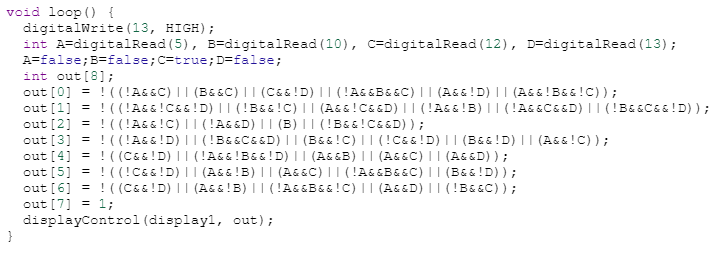 void loop() {
  digitalWrite(13, HIGH);
  int A=digitalRead(5), B=digitalRead(10), C=digitalRead(12), D=digitalRead(13);
  A=false;B=false;C=true;D=false;
  int out[8];
  out[0] = !((!A&&C)||(B&&C)||(C&&!D)||(!A&&B&&C)||(A&&!D)||(A&&!B&&!C));
  out[1] = !((!A&&!C&&!D)||(!B&&!C)||(A&&!C&&D)||(!A&&!B)||(!A&&C&&D)||(!B&&C&&!D));
  out[2] = !((!A&&!C)||(!A&&D)||(B)||(!B&&!C&&D));
  out[3] = !((!A&&!D)||(!B&&C&&D)||(B&&!C)||(!C&&!D)||(B&&!D)||(A&&!C));
  out[4] = !((C&&!D)||(!A&&!B&&!D)||(A&&B)||(A&&C)||(A&&D));
  out[5] = !((!C&&!D)||(A&&!B)||(A&&C)||(!A&&B&&C)||(B&&!D));
  out[6] = !((C&&!D)||(A&&!B)||(!A&&B&&!C)||(A&&D)||(!B&&C));
  out[7] = 1;
  displayControl(display1, out);
}